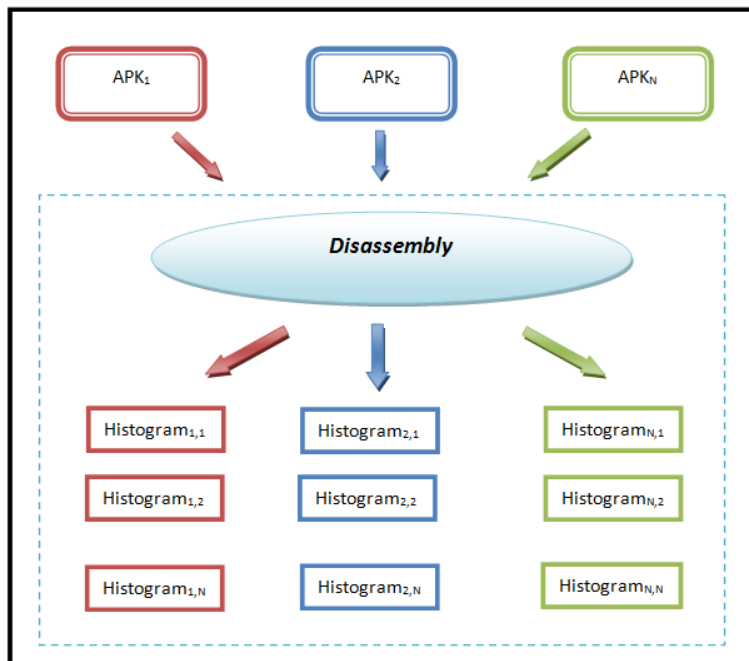 APK₁
APK₂
APKN
Disassembly
Histogram₁,₁
Histogram₂,₁
HistogramN,₁
Histogram₁,₂
Histogram₂,₂
HistogramN,₂
Histogram₁,N
Histogram₂,N
HistogramN,N